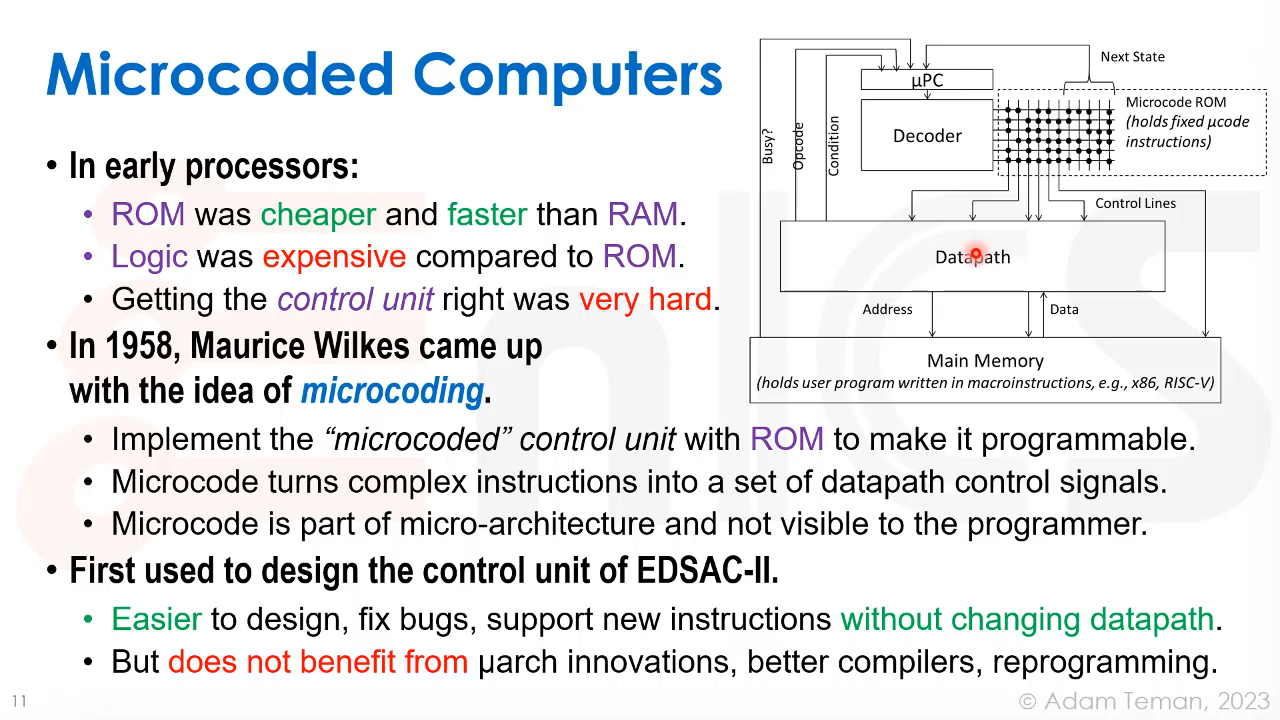 Microcoded Computers
• In early processors:
• ROM was cheaper and faster than RAM.
• Logic was expensive compared to ROM.
• Getting the control unit right was very hard.
• In 1958, Maurice Wilkes came up
with the idea of microcoding.
• Implement the “microcoded” control unit with ROM to make it programmable.
• Microcode turns complex instructions into a set of datapath control signals.
• Microcode is part of micro-architecture and not visible to the programmer.
• First used to design the control unit of EDSAC-II.
• Easier to design, fix bugs, support new instructions without changing datapath.
• But does not benefit from µarch innovations, better compilers, reprogramming.
Next State
µPC
Microcode ROM
(holds fixed µcode
instructions)
Decoder
Busy?
Opcode
Condition
Control Lines
Datapath
Address
Data
Main Memory
(holds user program written in macroinstructions, e.g., x86, RISC-V)
11
© Adam Teman, 2023